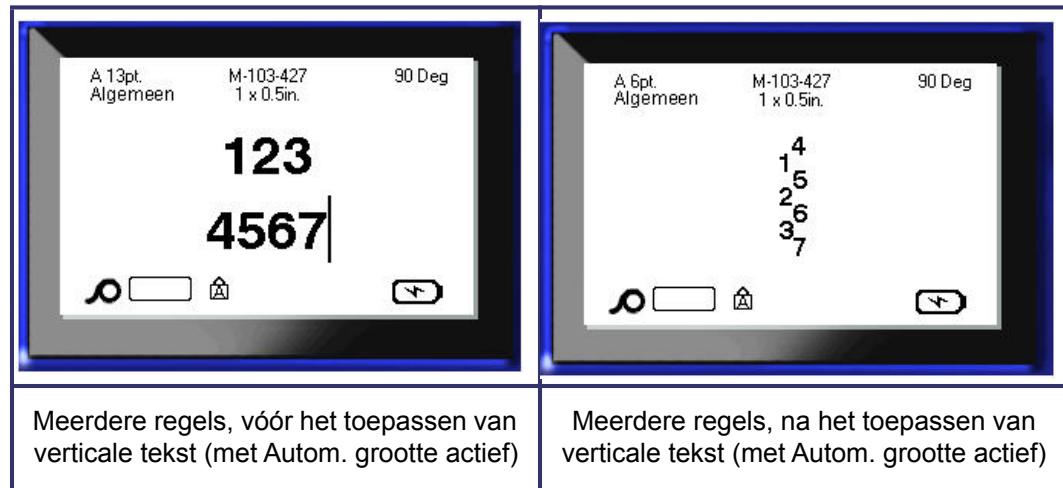 A 13pt.
Algemeen
M-103-427
1 x 0.5in.
90 Deg
123
4567
A
A 6pt.
Algemeen
M-103-427
1 x 0.5in.
90 Deg
4
1
5
2
6
3
7
A
Meerdere regels, vóór het toepassen van
verticale tekst (met Autom. grootte actief)
Meerdere regels, na het toepassen van
verticale tekst (met Autom. grootte actief)